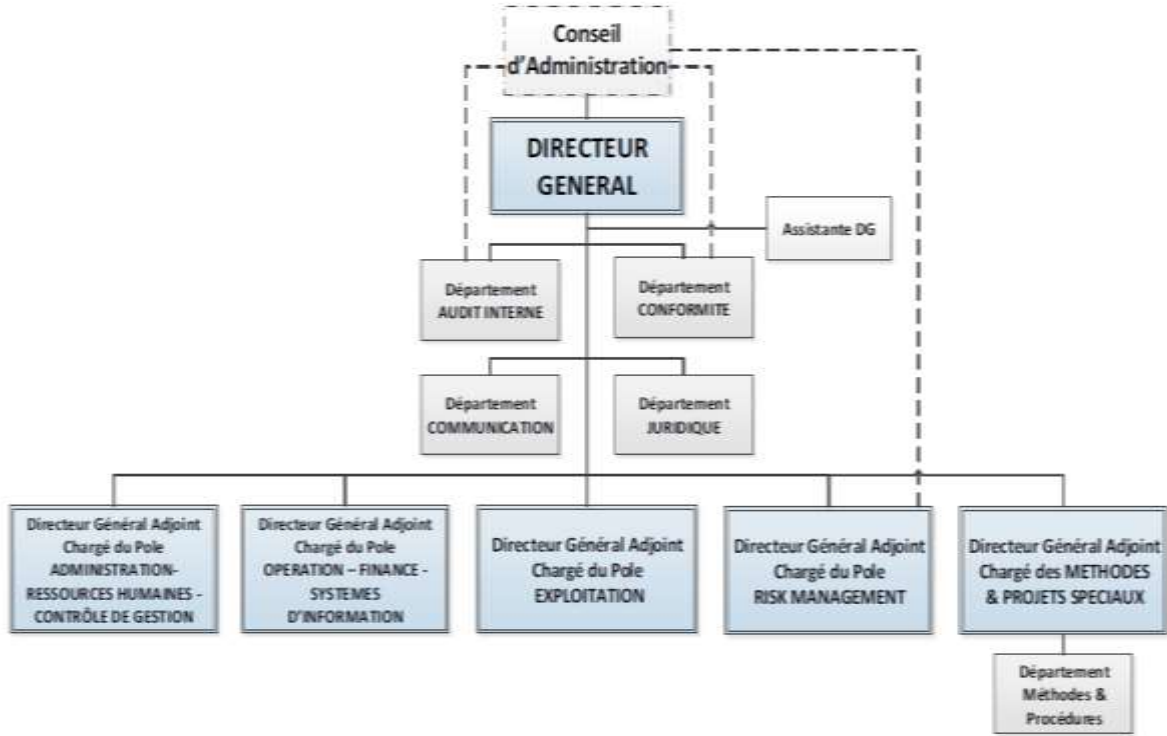 Conseil
d'Administration
DIRECTEUR
GENERAL
Assistante DG
Département
AUDIT INTERNE
Département
CONFORMITE
Département
COMMUNICATION
Département
JURIDIQUE
Directeur Général Adjoint
Chargé du Pole
ADMINISTRATION-
RESSOURCES HUMAINES -
CONTRÔLE DE GESTION
Directeur Général Adjoint
Chargé du Pole
OPERATION – FINANCE -
SYSTEMES
D'INFORMATION
Directeur Général Adjoint
Chargé du Pole
EXPLOITATION
Directeur Général Adjoint
Chargé du Pole
RISK MANAGEMENT
Directeur Général Adjoint
Chargé des METHODES
& PROJETS SPECIAUX
Département
Méthodes &
Procédures